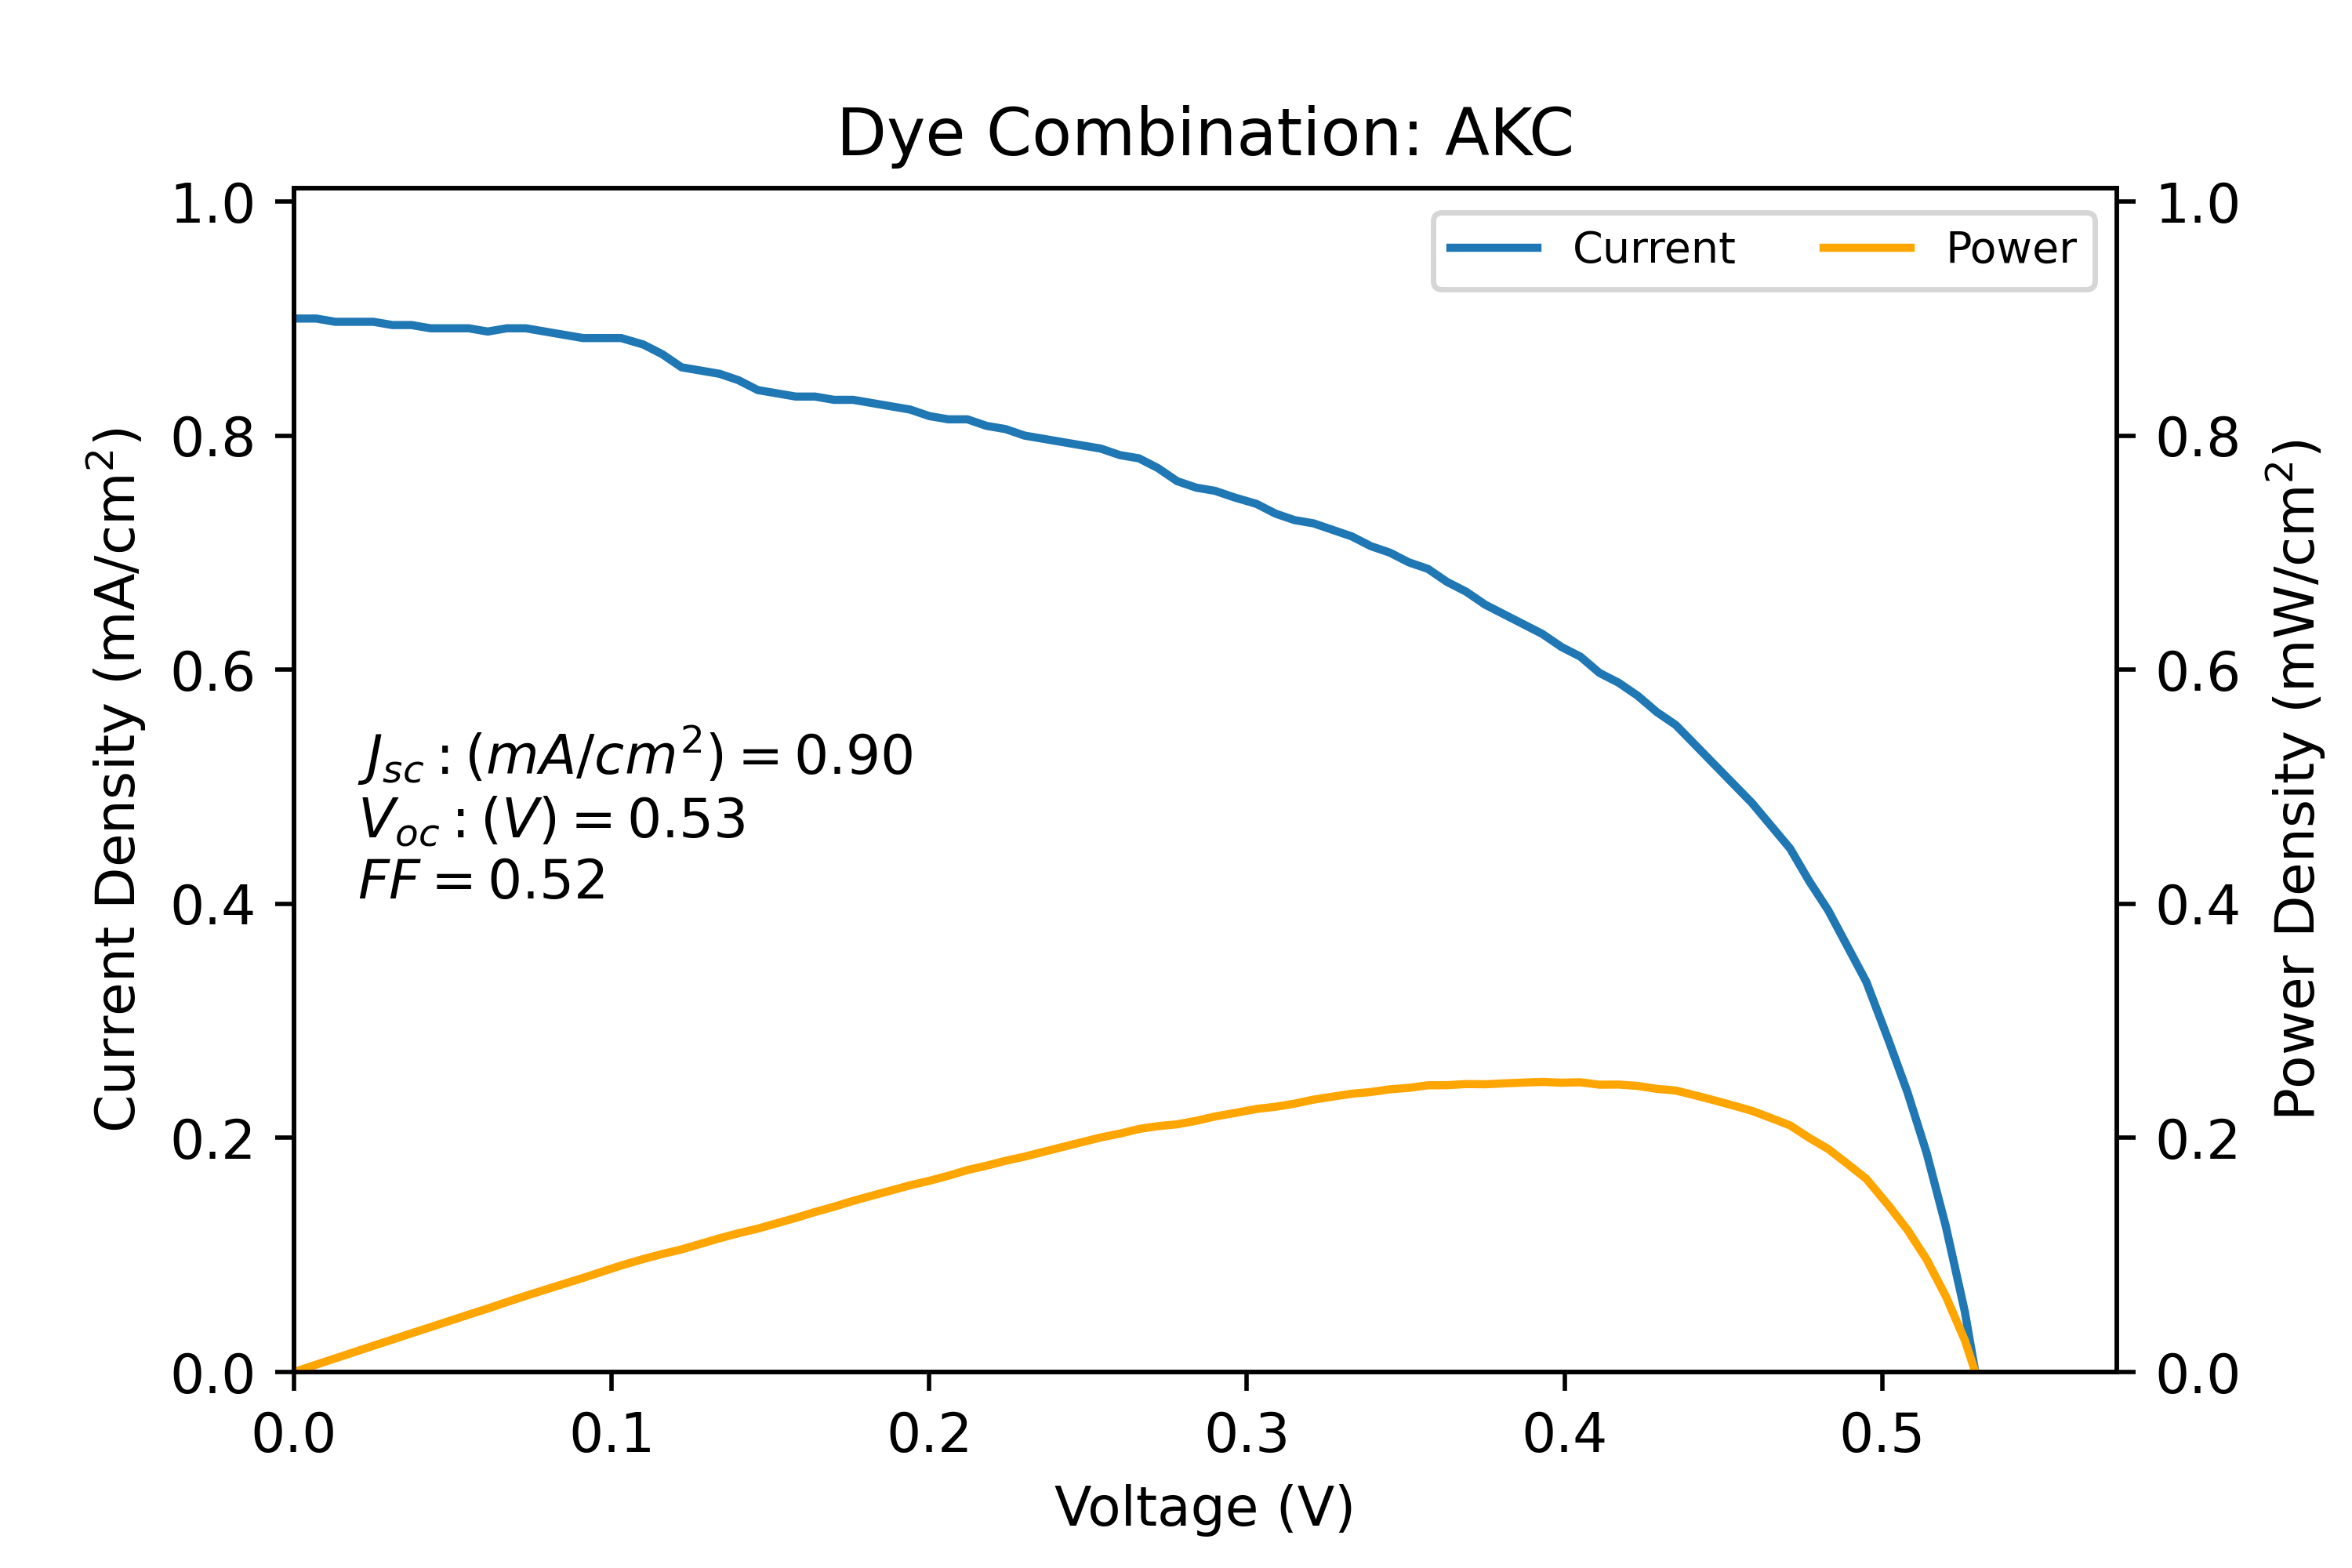 Dye Combination: AKC
Current Power
1.0 1.0
0.8 0.8
0.6 0.6
0.4 0.4
0.2 0.2
0.0 0.0
Current Density (mA/cm²)
Power Density (mW/cm²)
J_sc : (mA/cm²) = 0.90
V_oc : (V) = 0.53
FF = 0.52
0.0 0.1 0.2 0.3 0.4 0.5
Voltage (V)